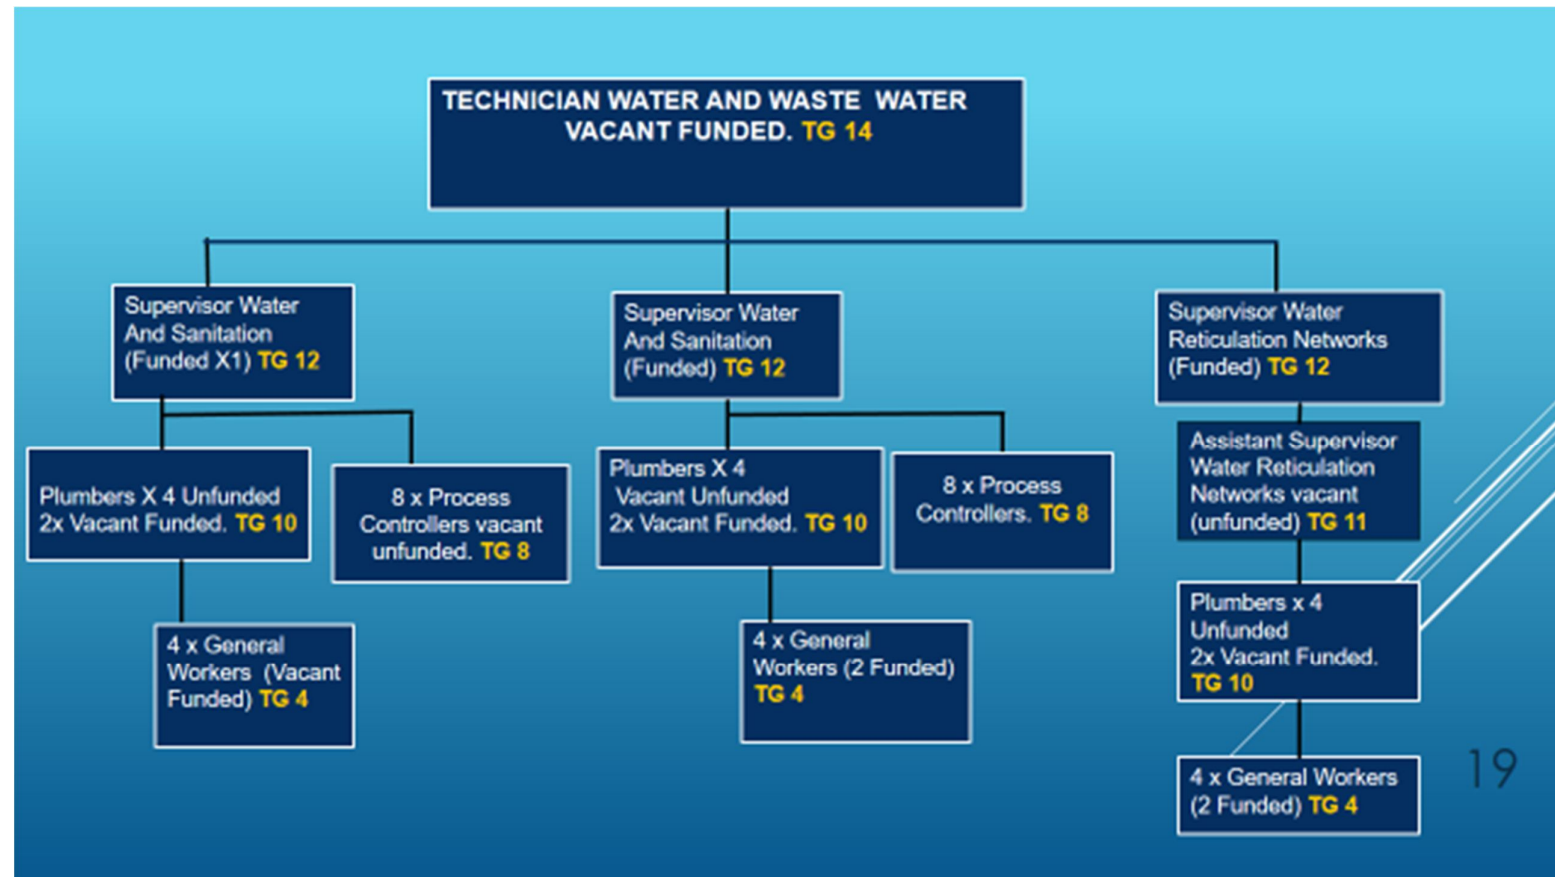 TECHNICIAN WATER AND WASTE WATER
VACANT FUNDED. TG 14
Supervisor Water
And Sanitation
(Funded X1) TG 12
Supervisor Water
And Sanitation
(Funded) TG 12
Supervisor Water
Reticulation Networks
(Funded) TG 12
Assistant Supervisor
Water Reticulation
Networks vacant
(unfunded) TG 11
Plumbers X 4 Unfunded
2x Vacant Funded. TG 10
8 x Process
Controllers vacant
unfunded. TG 8
Plumbers X 4
Vacant Unfunded
2x Vacant Funded. TG 10
8 x Process
Controllers. TG 8
Plumbers x 4
Unfunded
2x Vacant Funded.
TG 10
4 x General
Workers (Vacant
Funded) TG 4
4 x General
Workers (2 Funded)
TG 4
4 x General Workers
(2 Funded) TG 4
19